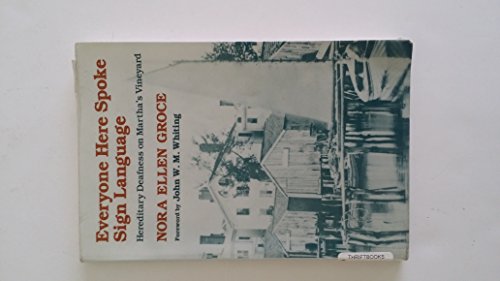 Everyone Here Spoke
Sign Language
Hereditary Deafness on Martha's Vineyard
NORA ELLEN GROCE
Foreword by John W. M. Whiting
THRIFTBOOKS